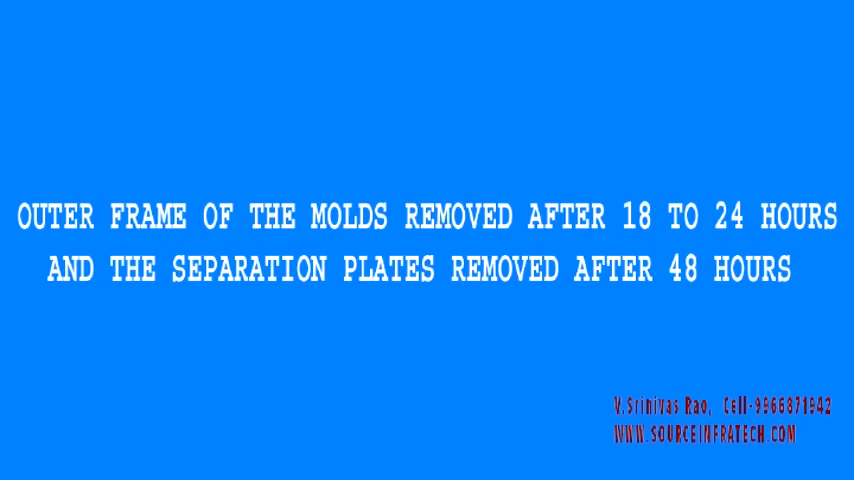 OUTER FRAME OF THE MOLDS REMOVED AFTER 18 TO 24 HOURS
AND THE SEPARATION PLATES REMOVED AFTER 48 HOURS
V.Srinivas Rao, Cell-9966871942
WWW.SOURCEINFRATECH.COM